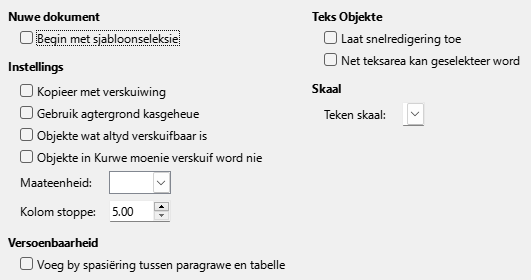 Nuwe dokument
Begin met sjabloonseleksie
Instellings
Kopieer met verskuiwing
Gebruik agtergrond kasgeheue
Objekte wat altyd verskuifbaar is
Objekte in Kurwe moenie verskuif word nie
Maateenheid:
Kolom stoppe: 5.00
Versoenbaarheid
Voeg by spasiëring tussen paragrawe en tabelle
Teks Objekte
Laat snelredigering toe
Net teksarea kan geselekteer word
Skaal
Teken skaal: